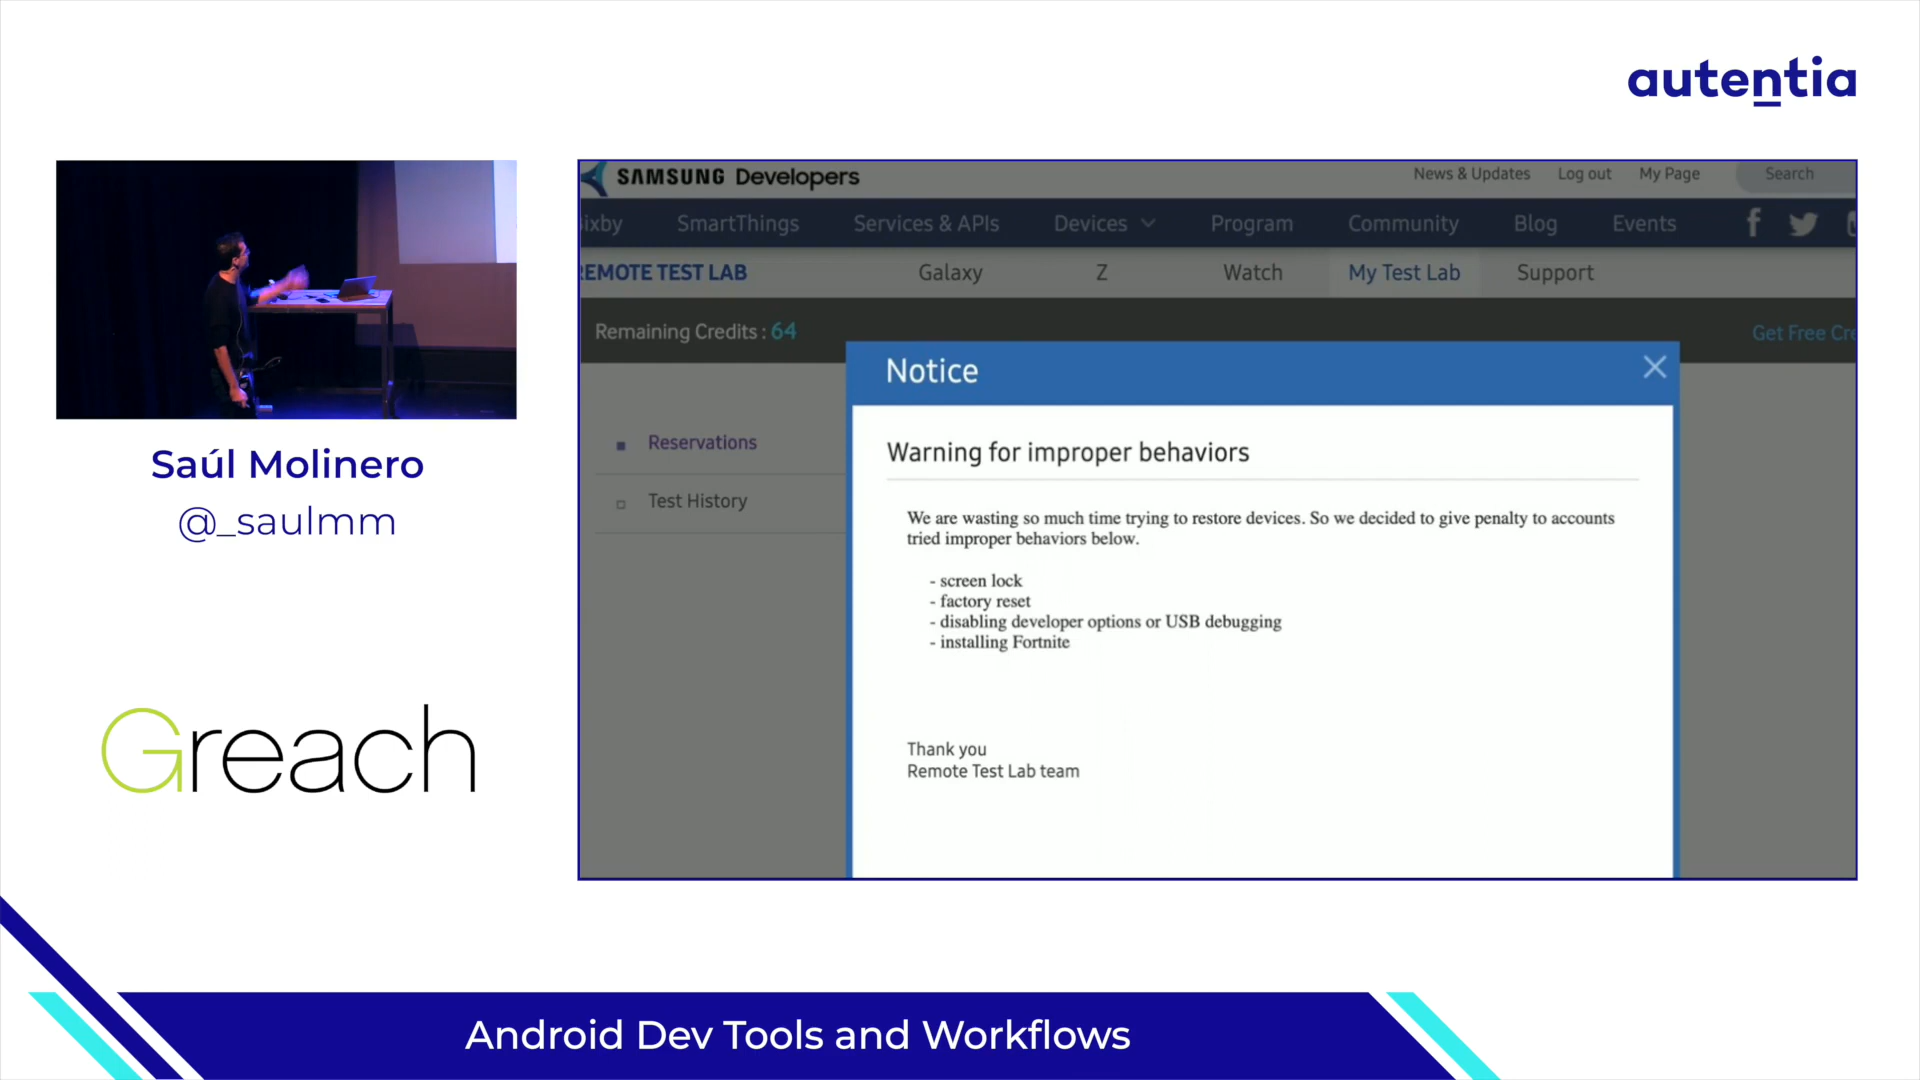 autentia
SAMSUNG Developers
News & Updates
Log out
My Page
Search
SmartThings
Services & APIs
Devices
Program
Community
Blog
Events
REMOTE TEST LAB
Galaxy
Z
Watch
My Test Lab
Support
Remaining Credits : 64
Get Free
Notice
Reservations
Test History
Warning for improper behaviors
We are wasting so much time trying to restore devices. So we decided to give penalty to accounts
tried improper behaviors below.
- screen lock
- factory reset
- disabling developer options or USB debugging
- installing Fortnite
Thank you
Remote Test Lab team
Saúl Molinero
@_saulmm
Greach
Android Dev Tools and Workflows